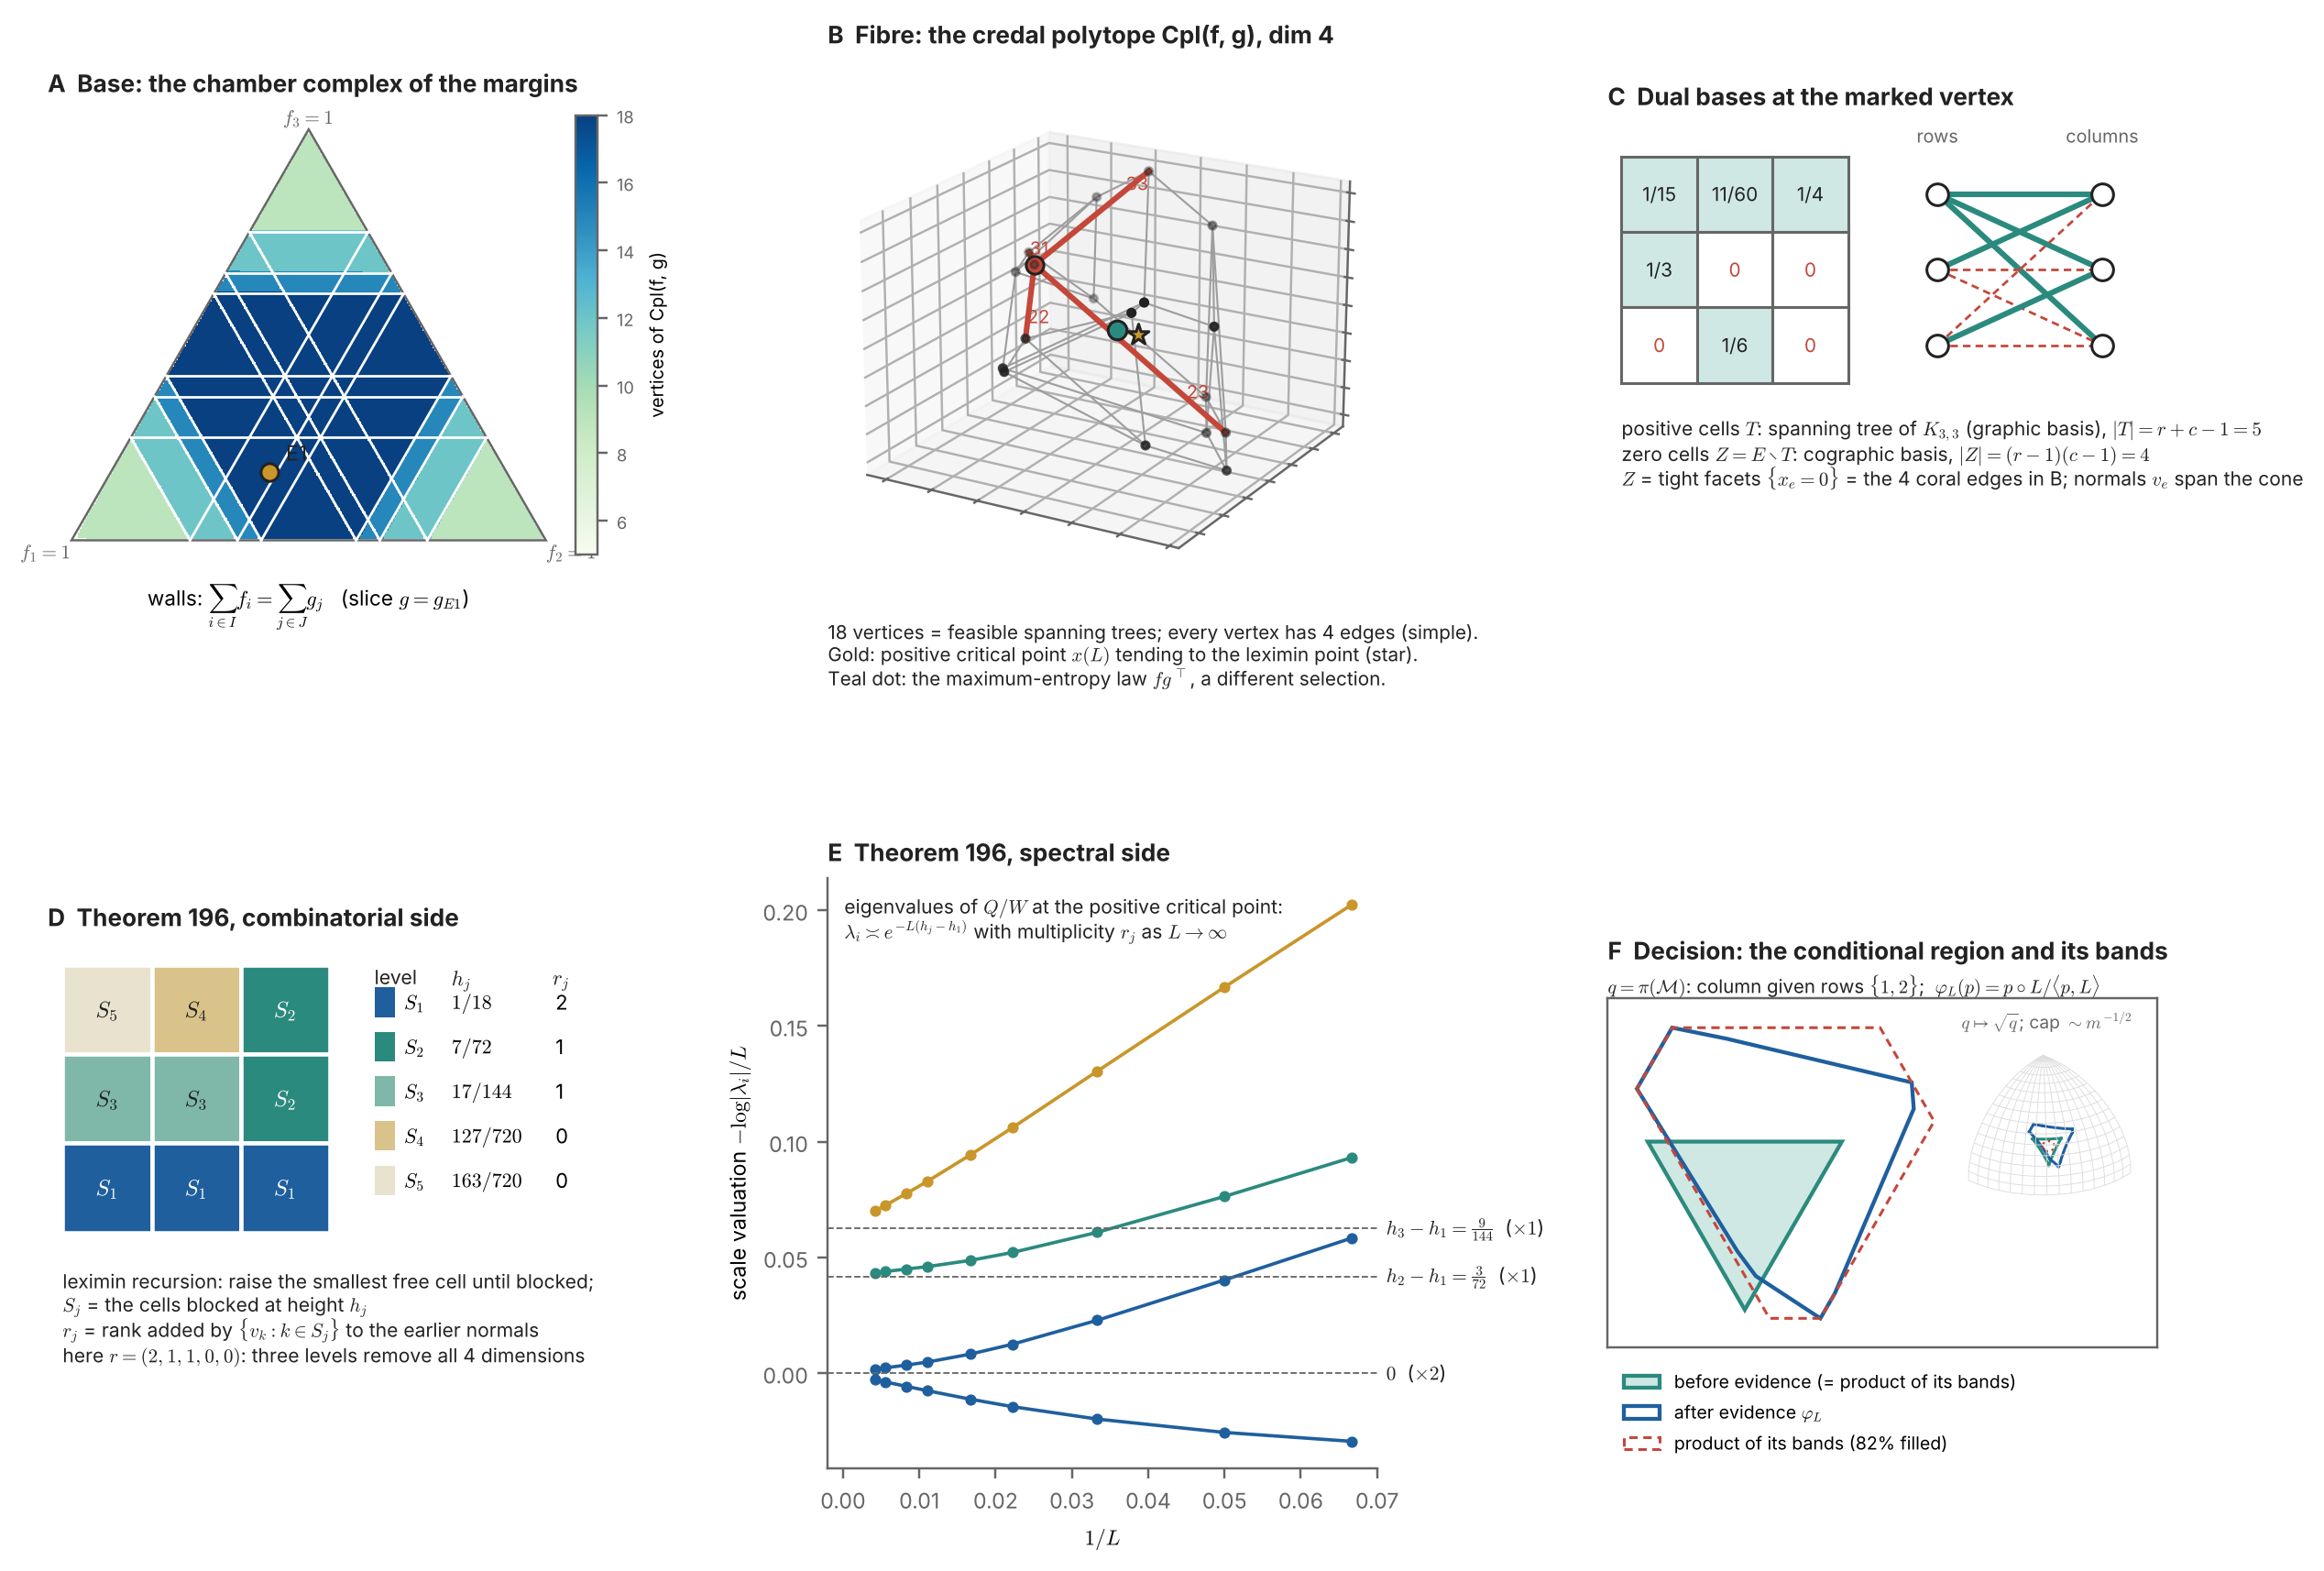 A Base: the chamber complex of the margins
f₃ = 1
18
16
14
12
10
8
6
vertices of Cpl(f, g)
E1
f₁ = 1
f₂ =
walls: ∑_{i∈I} f_i = ∑_{j∈J} g_j (slice g = g_{E1})
B Fibre: the credal polytope Cpl(f, g), dim 4
33
31
22
23
18 vertices = feasible spanning trees; every vertex has 4 edges (simple).
Gold: positive critical point x(L) tending to the leximin point (star).
Teal dot: the maximum-entropy law fg^⊤, a different selection.
C Dual bases at the marked vertex
rows columns
1/15 11/60 1/4
1/3 0 0
0 1/6 0
positive cells T: spanning tree of K_{3,3} (graphic basis), |T| = r + c − 1 = 5
zero cells Z = E∖T: cographic basis, |Z| = (r − 1)(c − 1) = 4
Z = tight facets {x_e = 0} = the 4 coral edges in B; normals v_e span the cone
D Theorem 196, combinatorial side
S₅ S₄ S₂
S₃ S₃ S₂
S₁ S₁ S₁
level h_j r_j
S₁ 1/18 2
S₂ 7/72 1
S₃ 17/144 1
S₄ 127/720 0
S₅ 163/720 0
leximin recursion: raise the smallest free cell until blocked;
S_j = the cells blocked at height h_j
r_j = rank added by {v_k : k ∈ S_j} to the earlier normals
here r = (2, 1, 1, 0, 0): three levels remove all 4 dimensions
E Theorem 196, spectral side
eigenvalues of Q/W at the positive critical point:
λ_i ≍ e^{−L(h_j − h₁)} with multiplicity r_j as L → ∞
scale valuation −log|λ_i|/L
0.20
0.15
0.10
0.05
0.00
h₃ − h₁ = 9/144 (×1)
h₂ − h₁ = 3/72 (×1)
0 (×2)
0.00 0.01 0.02 0.03 0.04 0.05 0.06 0.07
1/L
F Decision: the conditional region and its bands
q = π(ℳ): column given rows {1, 2}; φ_L(p) = p ∘ L/⟨p, L⟩
q ↦ √q; cap ∼ m^{−1/2}
before evidence (= product of its bands)
after evidence φ_L
product of its bands (82% filled)